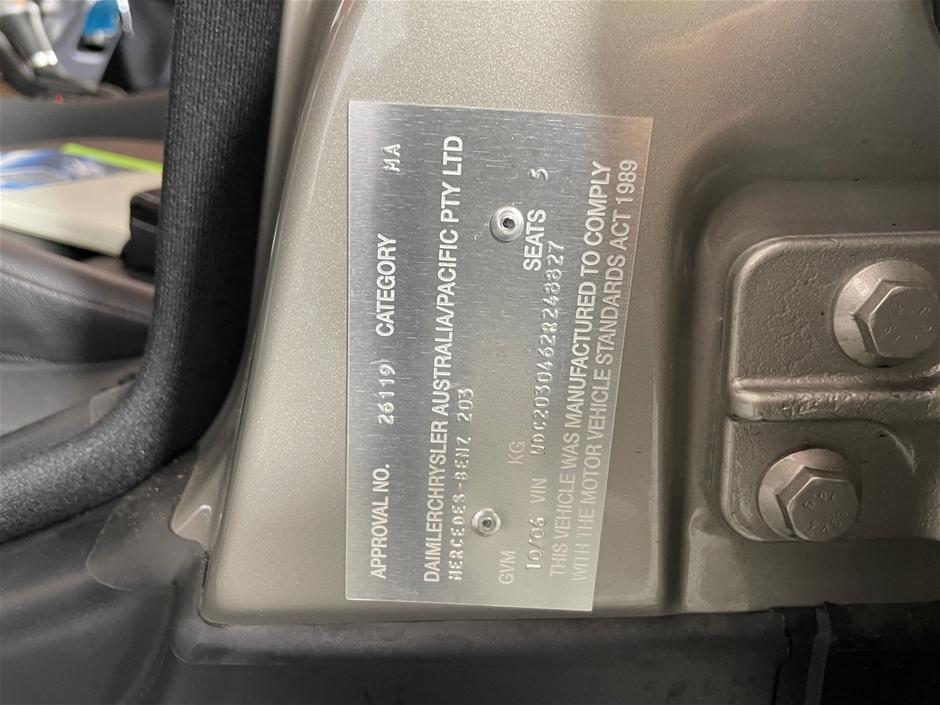 APPROVAL NO. 26119 CATEGORY MA
DAIMLERCHRYSLER AUSTRALIA/PACIFIC PTY LTD
MERCEDES-BENZ 203
GVM KG SEATS 5
10/06 VIN WDC2030462R248827
THIS VEHICLE WAS MANUFACTURED TO COMPLY
WITH THE MOTOR VEHICLE STANDARDS ACT 1989